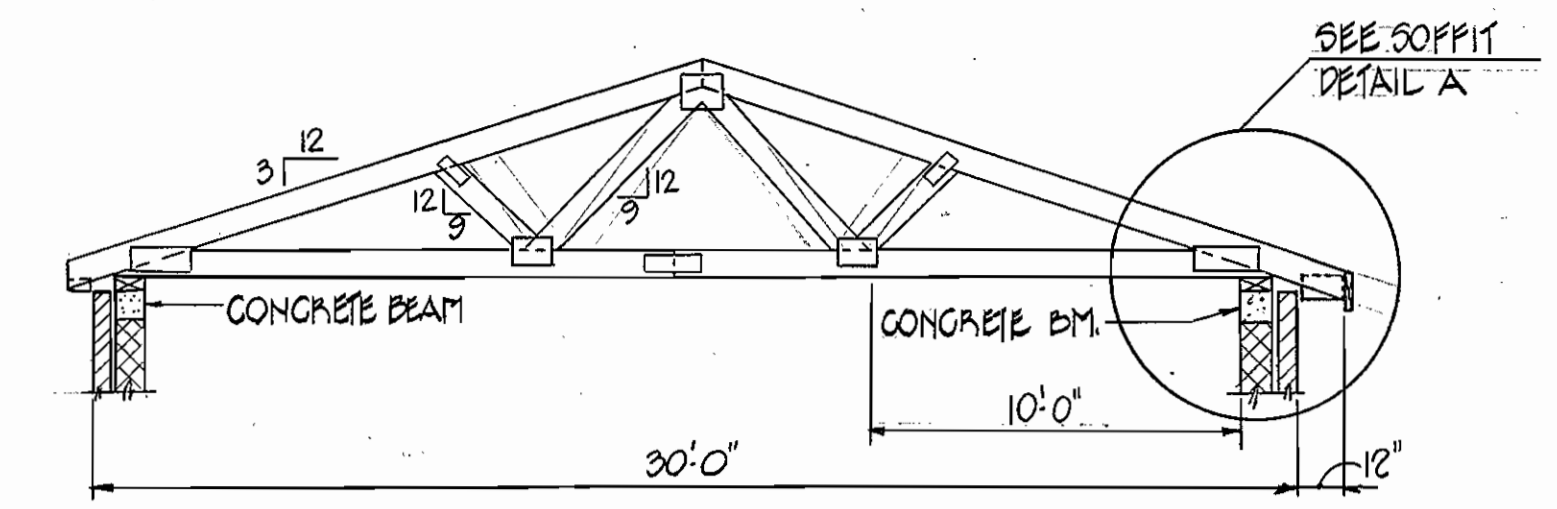 SEE SOFFIT
DETAIL A
12
3
12
9
12
9
CONCRETE BEAM
CONCRETE BM.
10'-0"
30'-0"
12"